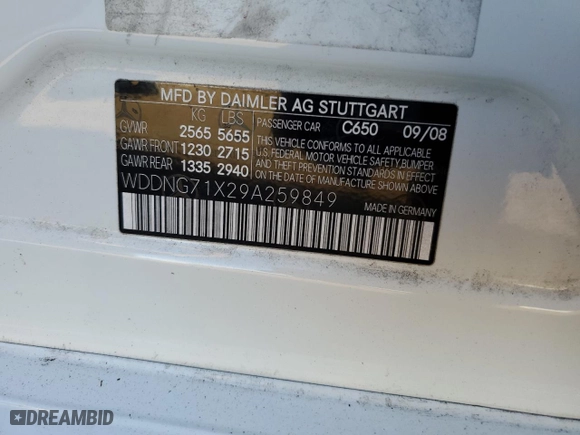 MFD BY DAIMLER AG STUTTGART
KG LBS PASSENGER CAR C650 09/08
GVWR 2565 5655 THIS VEHICLE CONFORMS TO ALL APPLICABLE
GAWR FRONT 1230 2715 U.S. FEDERAL MOTOR VEHICLE SAFETY, BUMPER
GAWR REAR 1335 2940 AND THEFT PREVENTION STANDARDS IN EFFECT ON THE
DATE OF MANUFACTURE SHOWN ABOVE.
WDDNG71X29A259849 MADE IN GERMANY
DREAMBID